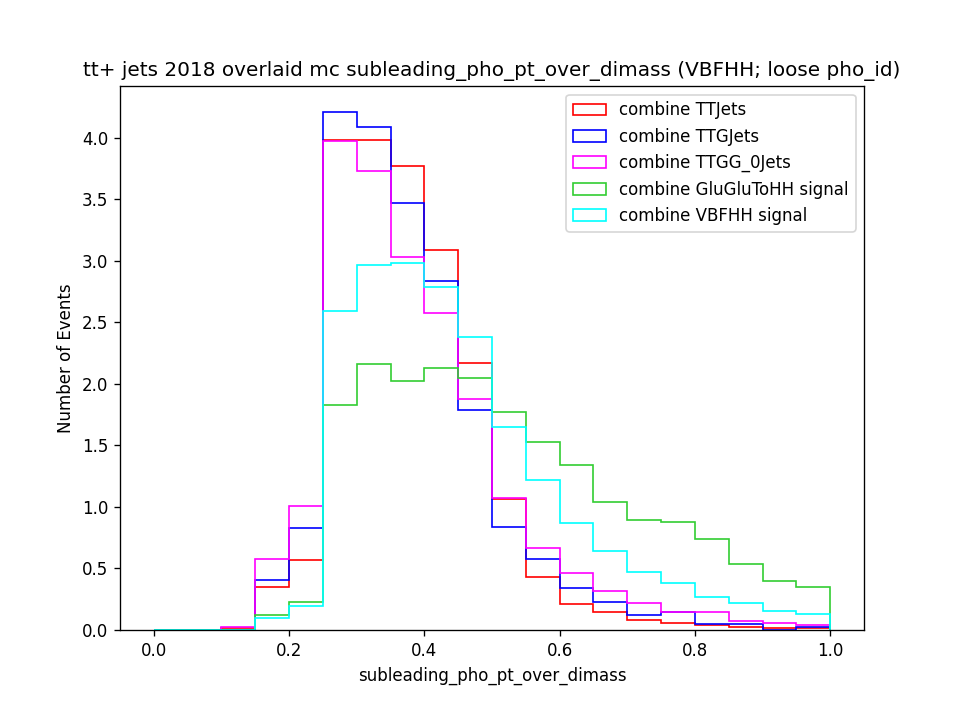 tt+ jets 2018 overlaid mc subleading_pho_pt_over_dimass (VBFHH; loose pho_id)
combine TTJets
combine TTGJets
combine TTGG_0Jets
combine GluGluToHH signal
combine VBFHH signal
Number of Events
4.0
3.5
3.0
2.5
2.0
1.5
1.0
0.5
0.0
0.0 0.2 0.4 0.6 0.8 1.0
subleading_pho_pt_over_dimass